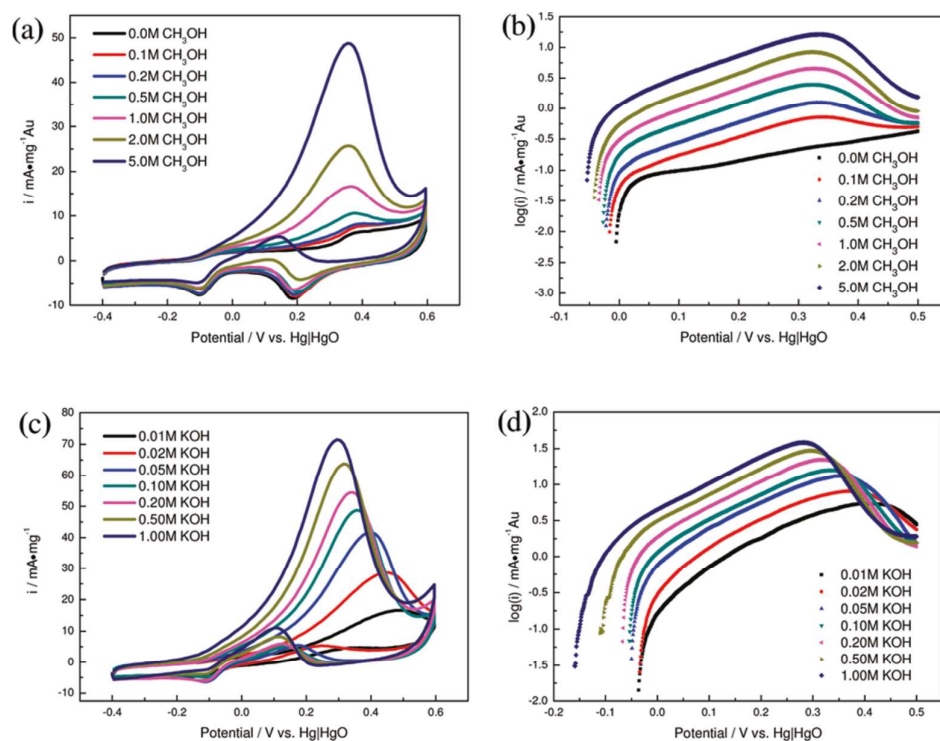 (a)
0.0M CH3OH
0.1M CH3OH
0.2M CH3OH
0.5M CH3OH
1.0M CH3OH
2.0M CH3OH
5.0M CH3OH
50
40
30
20
10
0
-10
i / mA•mg-1Au
-0.4 -0.2 0.0 0.2 0.4 0.6
Potential / V vs. Hg|HgO
(b)
1.5
1.0
0.5
0.0
-0.5
-1.0
-1.5
-2.0
-2.5
-3.0
log(i) / mA•mg-1Au
0.0M CH3OH
0.1M CH3OH
0.2M CH3OH
0.5M CH3OH
1.0M CH3OH
2.0M CH3OH
5.0M CH3OH
-0.1 0.0 0.1 0.2 0.3 0.4 0.5
Potential / V vs. Hg|HgO
(c)
0.01M KOH
0.02M KOH
0.05M KOH
0.10M KOH
0.20M KOH
0.50M KOH
1.00M KOH
80
70
60
50
40
30
20
10
0
-10
i / mA•mg-1
-0.4 -0.2 0.0 0.2 0.4 0.6
Potential / V vs. Hg|HgO
(d)
2.0
1.5
1.0
0.5
0.0
-0.5
-1.0
-1.5
-2.0
log(i) / mA•mg-1Au
0.01M KOH
0.02M KOH
0.05M KOH
0.10M KOH
0.20M KOH
0.50M KOH
1.00M KOH
-0.2 -0.1 0.0 0.1 0.2 0.3 0.4 0.5
Potential / V vs. Hg|HgO